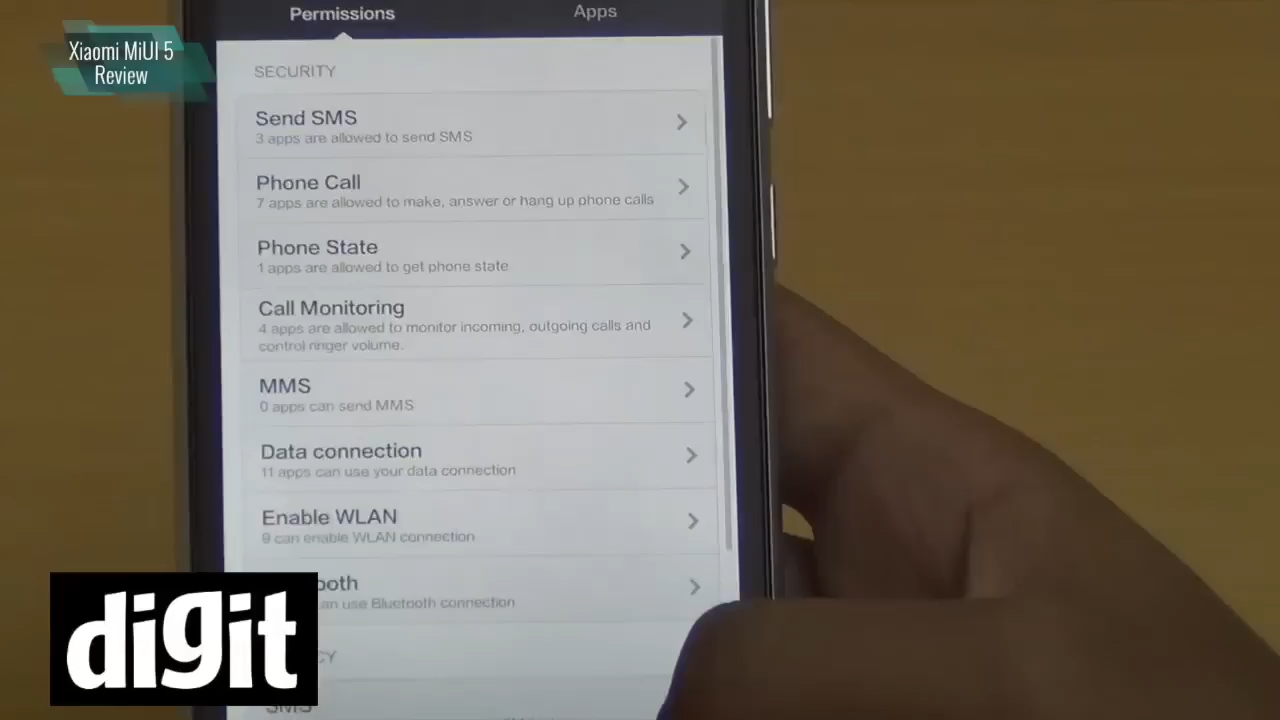 Permissions
Apps
Xiaomi MiUI 5
Review
SECURITY
Send SMS
3 apps are allowed to send SMS
Phone Call
7 apps are allowed to make, answer or hang up phone calls
Phone State
1 apps are allowed to get phone state
Call Monitoring
4 apps are allowed to monitor incoming, outgoing calls and
control ringer volume.
MMS
0 apps can send MMS
Data connection
11 apps can use your data connection
Enable WLAN
9 can enable WLAN connection
use Bluetooth connection
digit
SMS